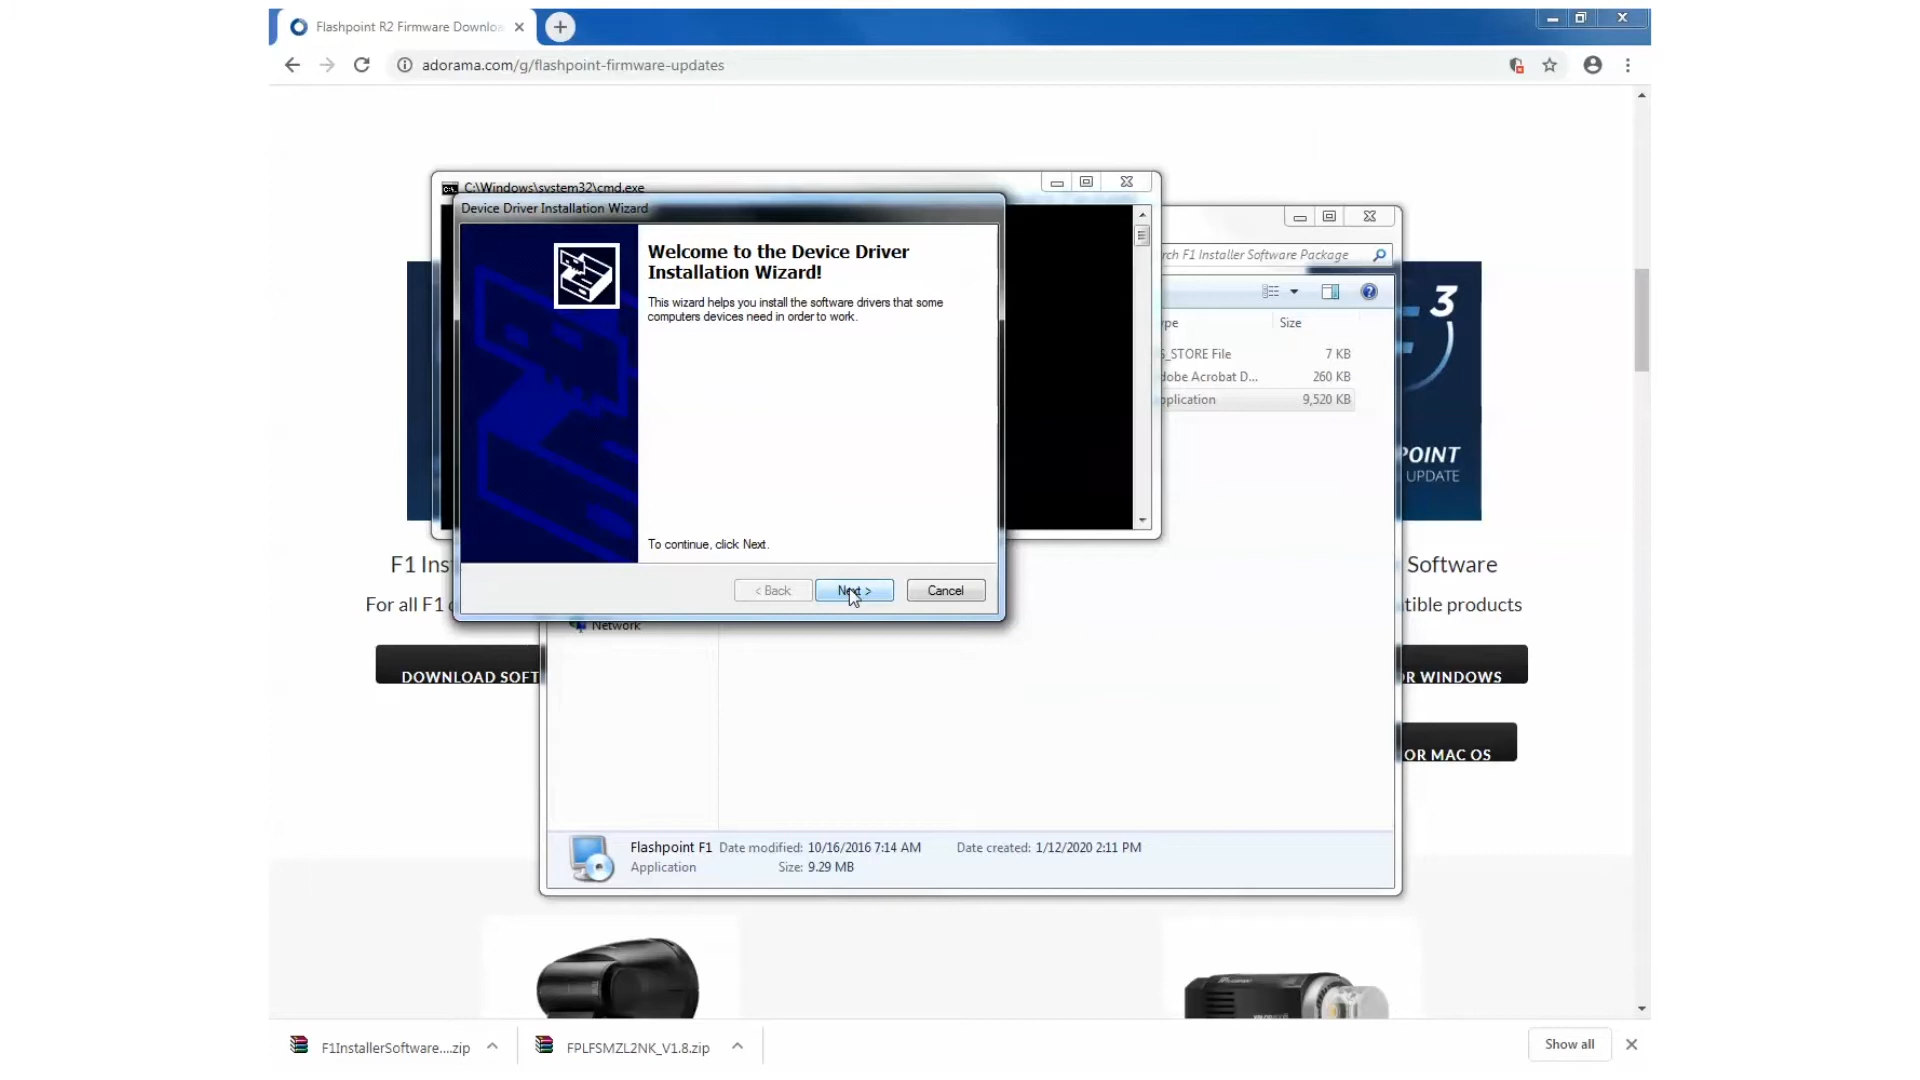 Flashpoint R2 Firmware Downlo
adorama.com/g/flashpoint-firmware-updates
C:\Windows\system32\cmd.exe
Device Driver Installation Wizard
Welcome to the Device Driver
Installation Wizard!
This wizard helps you install the software drivers that some
computers devices need in order to work.
To continue, click Next.
< Back
Next >
Cancel
rch F1 Installer Software Package
ype
Size
S_STORE File
7 KB
dobe Acrobat D...
260 KB
pplication
9,520 KB
3
POINT
UPDATE
F1 Ins
For all F1
Software
tible products
Network
DOWNLOAD SOFT
OR WINDOWS
OR MAC OS
Flashpoint F1
Date modified: 10/16/2016 7:14 AM
Date created: 1/12/2020 2:11 PM
Application
Size: 9.29 MB
F1InstallerSoftware....zip
FPLFSMZL2NK_V1.8.zip
Show all